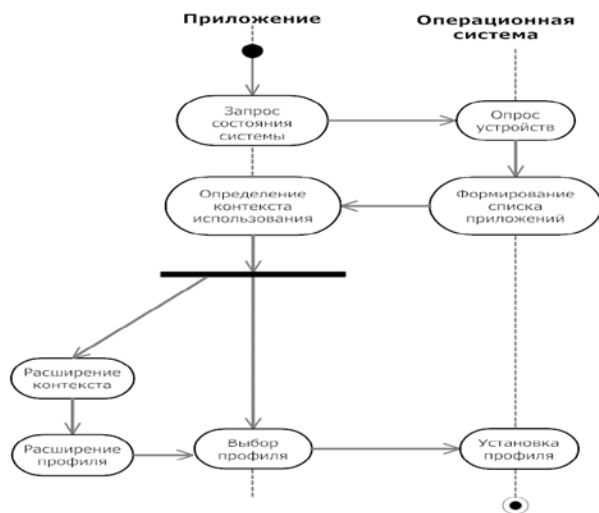 Приложение
Операционная
система
Запрос
состояния
системы
Опрос
устройств
Определение
контекста
использования
Формирование
списка
приложений
Расширение
контекста
Расширение
профиля
Выбор
профиля
Установка
профиля